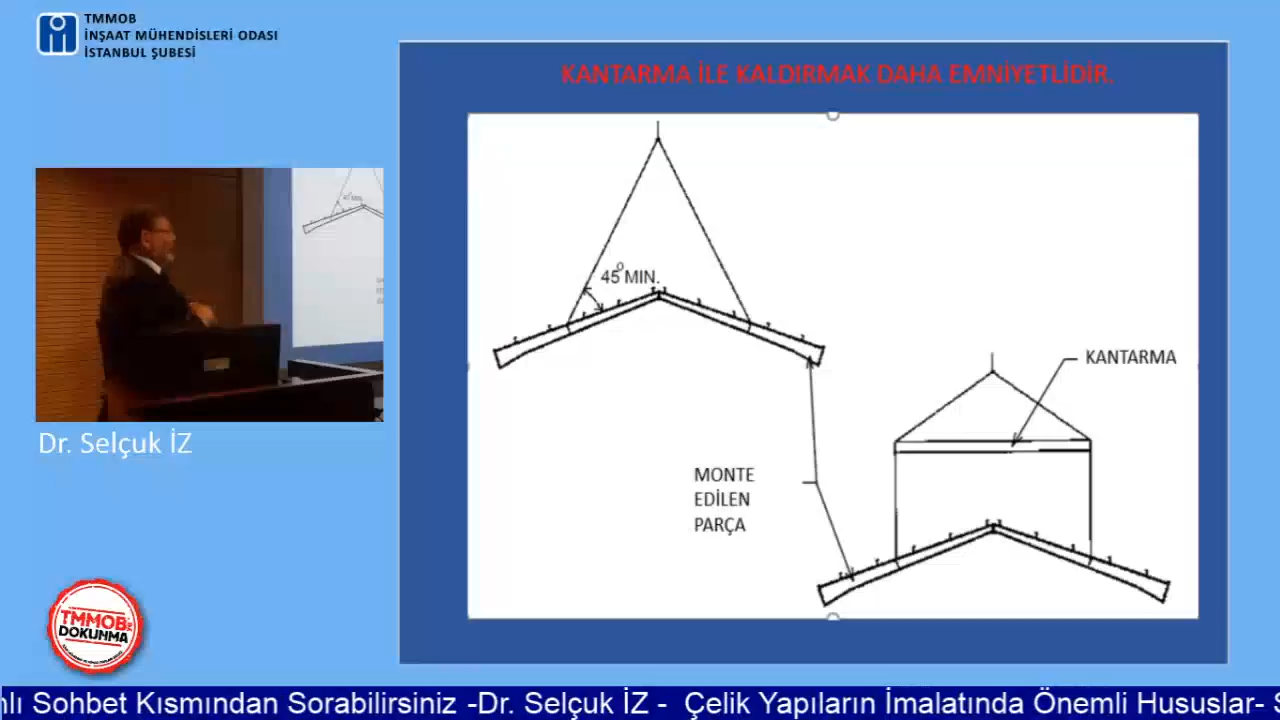 TMMOB
İNŞAAT MÜHENDİSLERİ ODASI
İSTANBUL ŞUBESİ
KANTARMA İLE KALDIRMAK DAHA EMNİYETLİDİR.
45° MIN.
KANTARMA
MONTE
EDİLEN
PARÇA
Dr. Selçuk İZ
TMMOB'ye
DOKUNMA
nlı Sohbet Kısmından Sorabilirsiniz -Dr. Selçuk İZ - Çelik Yapıların İmalatında Önemli Hususlar- S